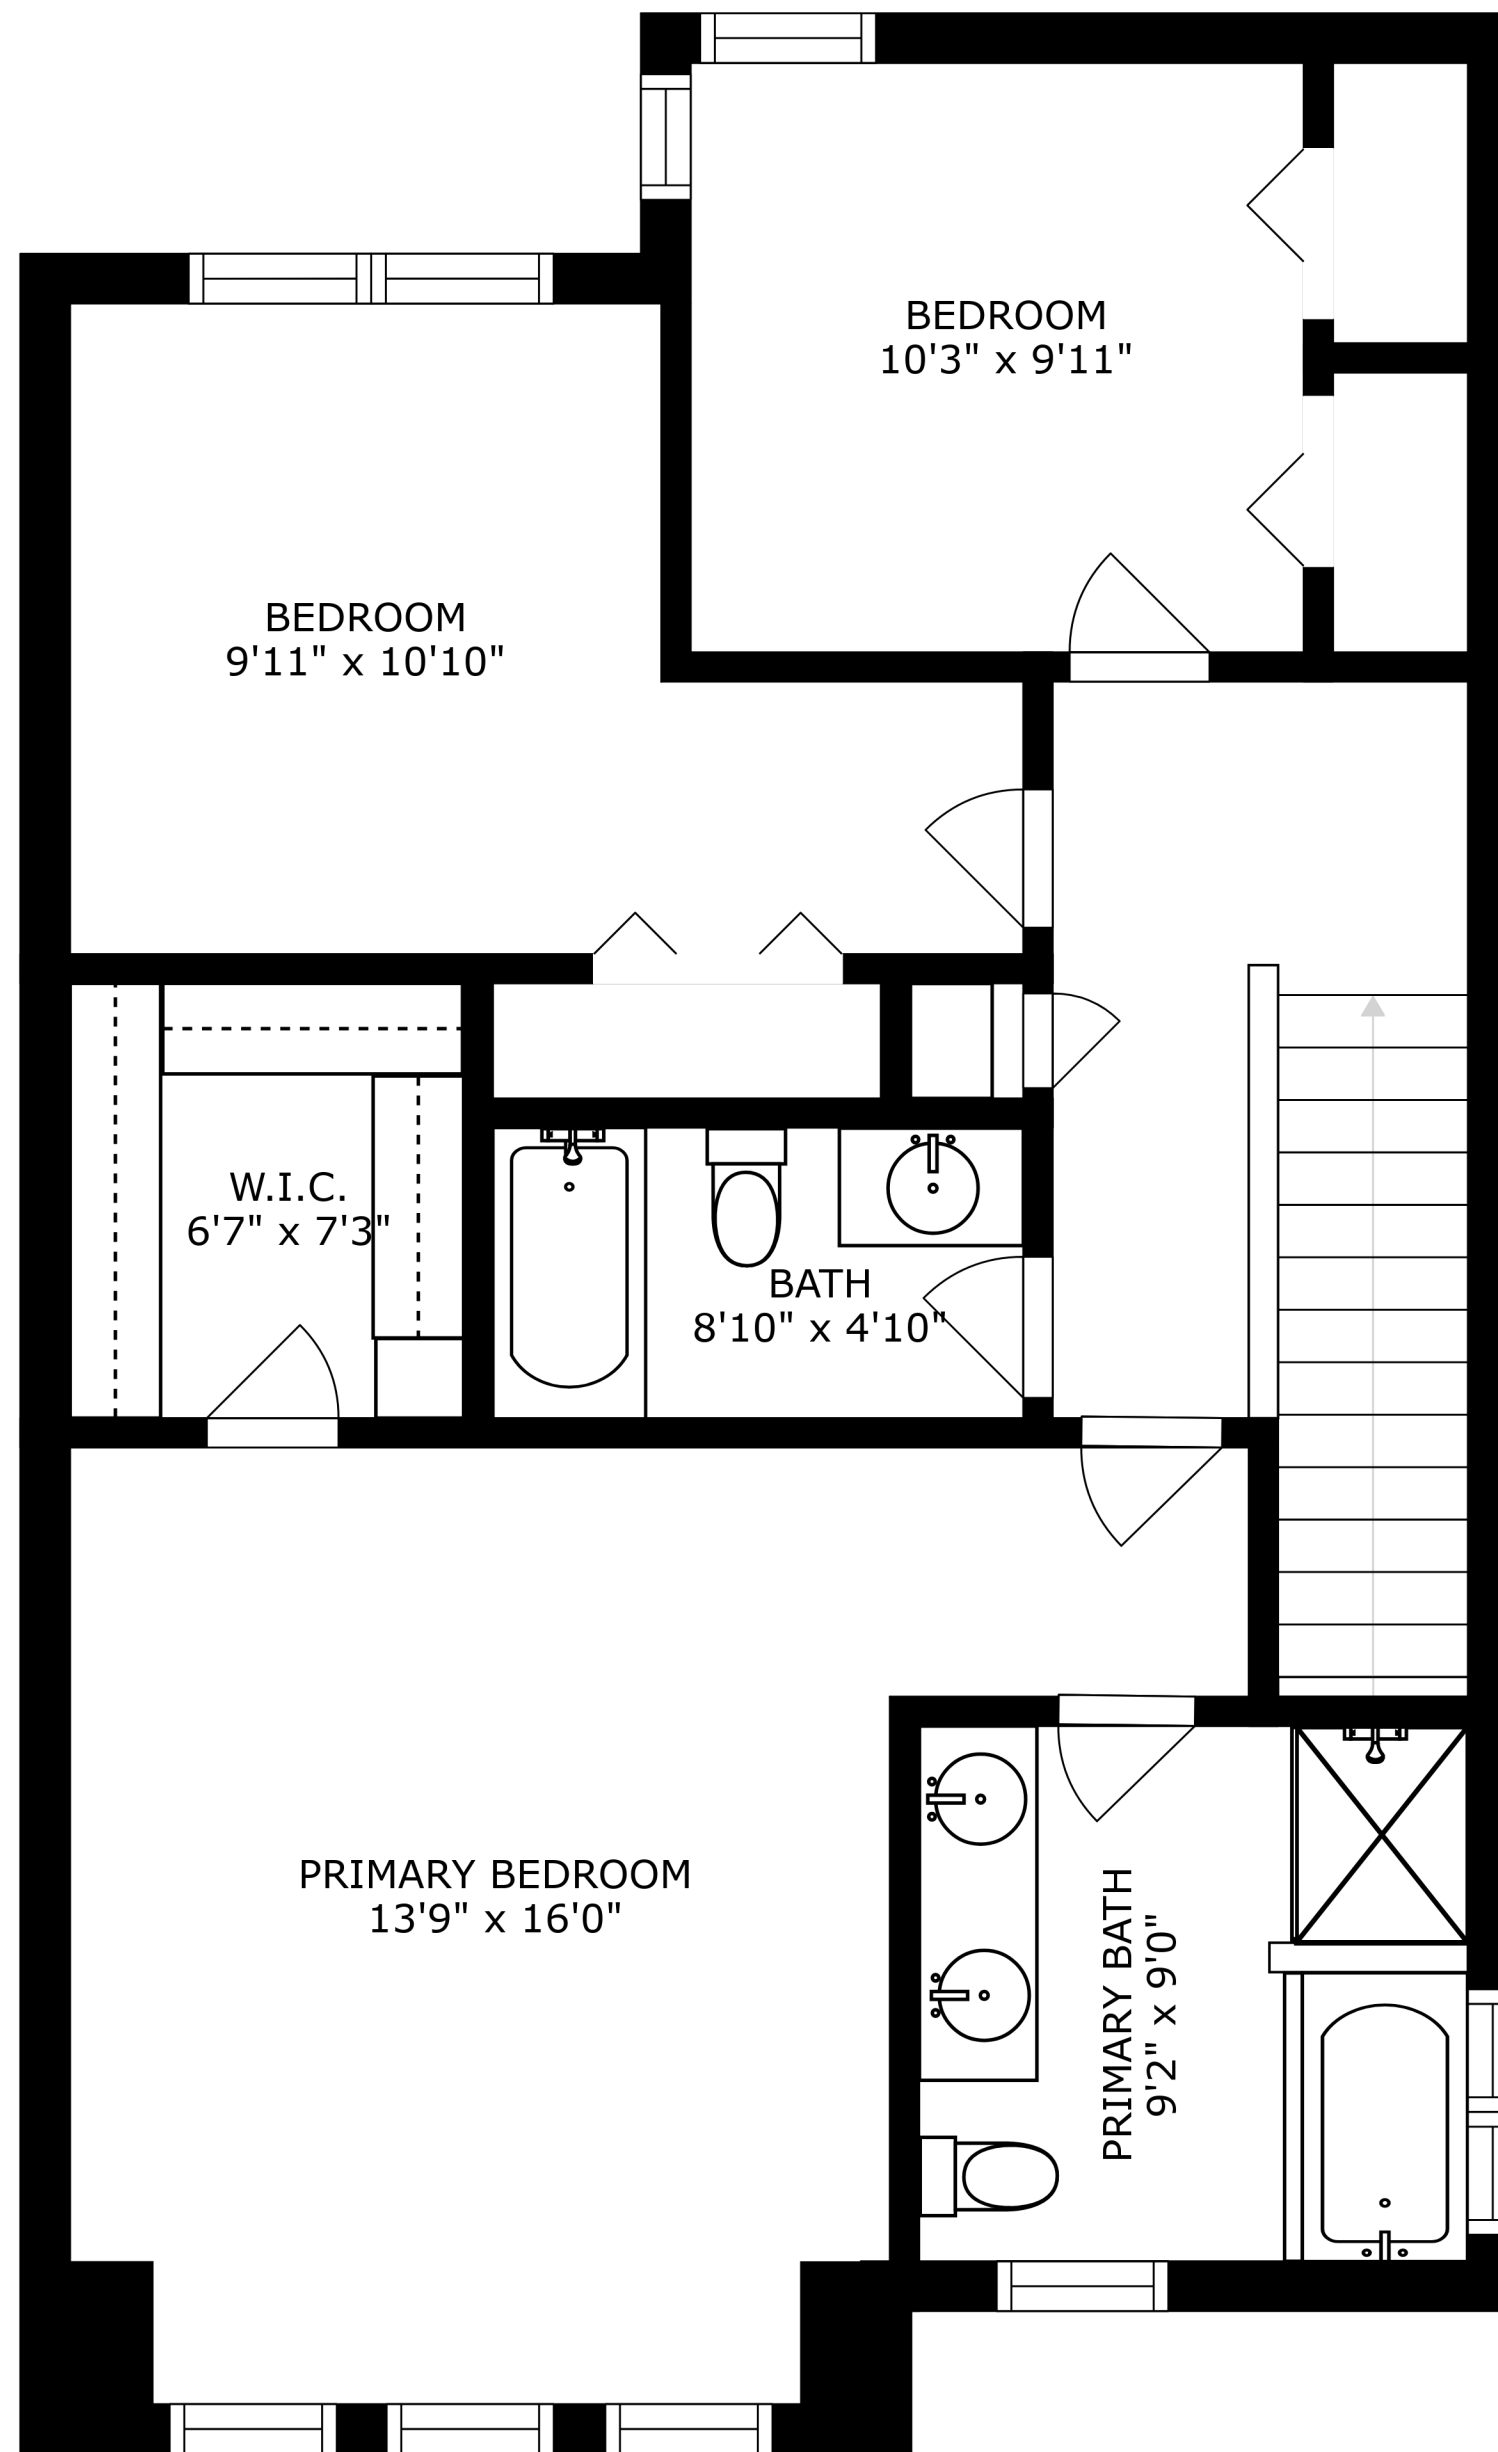 BEDROOM
10'3" x 9'11"
BEDROOM
9'11" x 10'10"
W.I.C.
6'7" x 7'3"
BATH
8'10" x 4'10"
PRIMARY BEDROOM
13'9" x 16'0"
PRIMARY BATH
9'2" x 9'0"